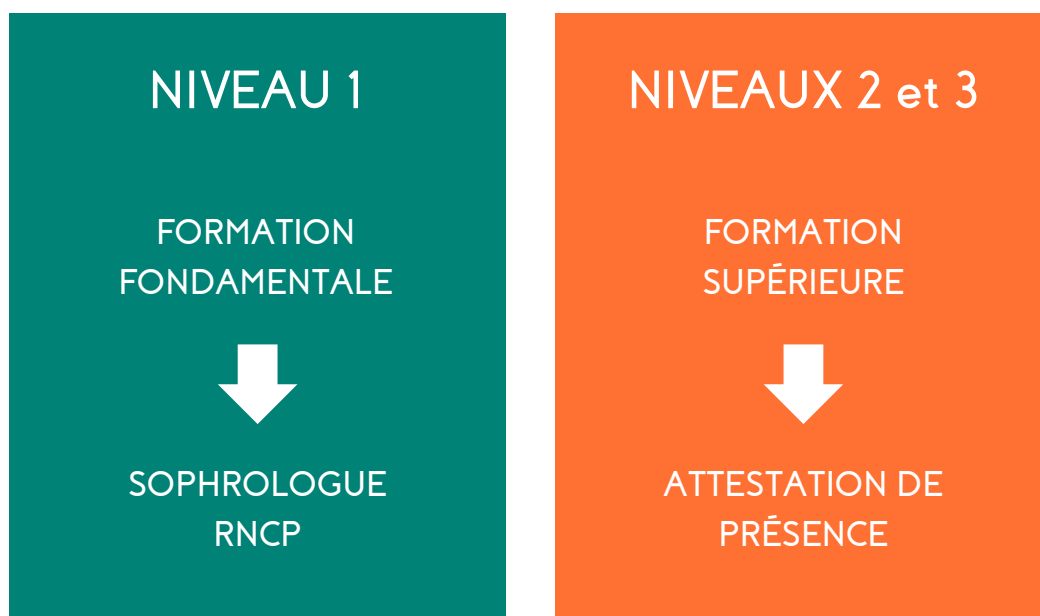 NIVEAU 1
FORMATION
FONDAMENTALE
SOPHROLOGUE
RNCP
NIVEAUX 2 et 3
FORMATION
SUPÉRIEURE
ATTESTATION DE
PRÉSENCE